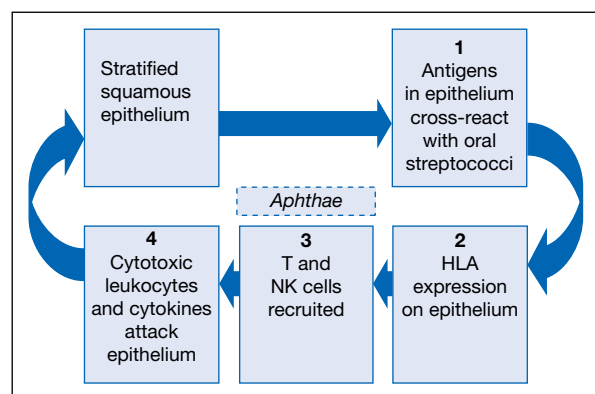 Stratified
squamous
epithelium
1
Antigens
in epithelium
cross-react
with oral
streptococci
Aphthae
4
Cytotoxic
leukocytes
and cytokines
attack
epithelium
3
T and
NK cells
recruited
2
HLA
expression
on epithelium